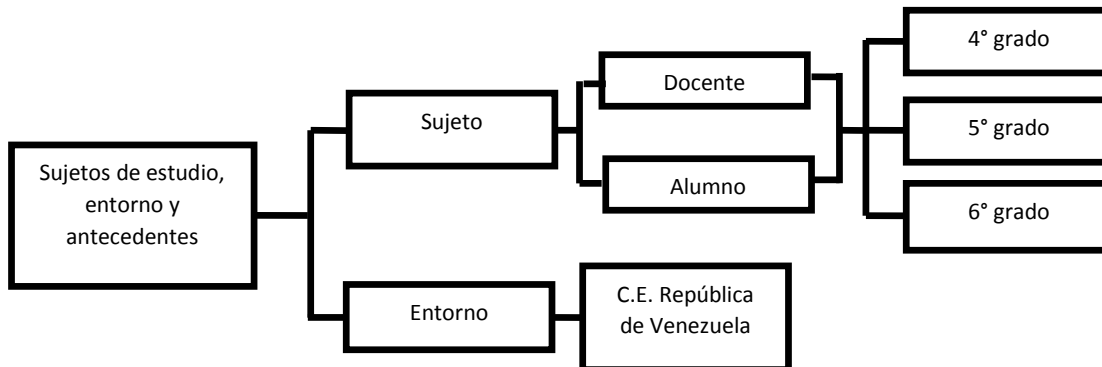 Sujetos de estudio,
entorno y
antecedentes
Sujeto
Entorno
Docente
Alumno
C.E. República
de Venezuela
4° grado
5° grado
6° grado